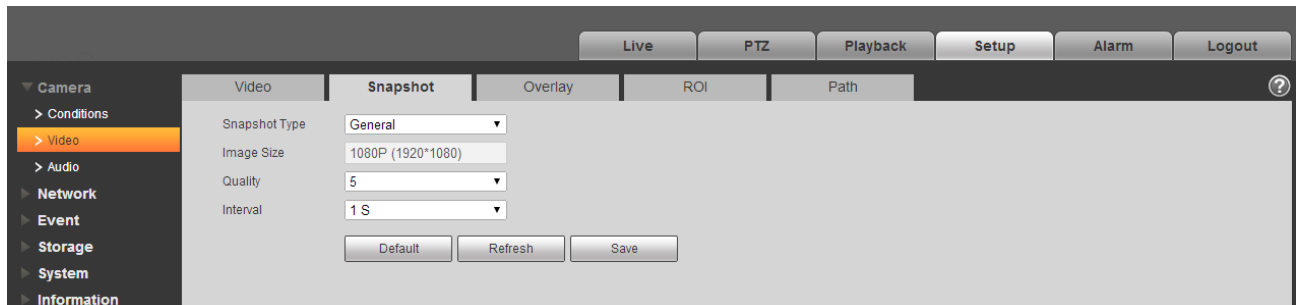 Live PTZ Playback Setup Alarm Logout
Camera
> Conditions
> Video
> Audio
Network
Event
Storage
System
Information
Video Snapshot Overlay ROI Path ?
Snapshot Type General
Image Size 1080P (1920*1080)
Quality 5
Interval 1 S
Default Refresh Save